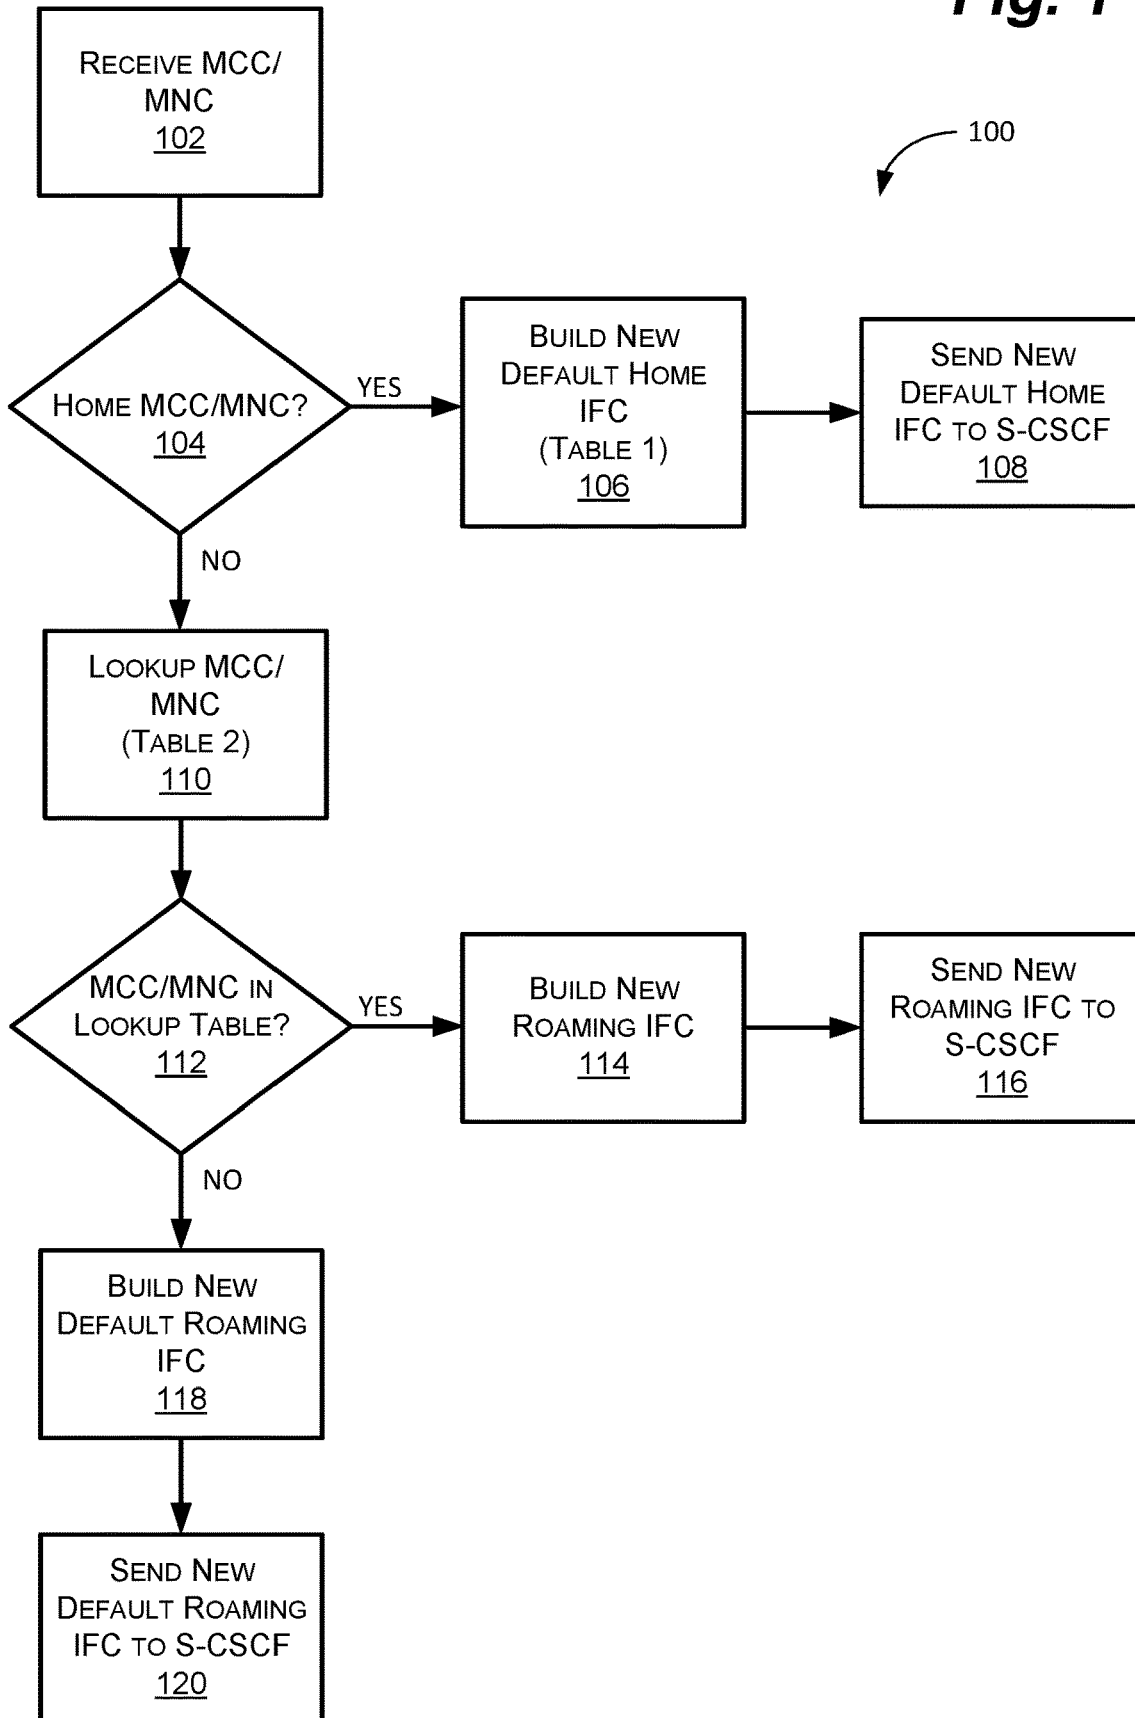 Fig. 1
RECEIVE MCC/
MNC
102
100
HOME MCC/MNC?
104
YES
BUILD NEW
DEFAULT HOME
IFC
(TABLE 1)
106
SEND NEW
DEFAULT HOME
IFC TO S-CSCF
108
NO
LOOKUP MCC/
MNC
(TABLE 2)
110
MCC/MNC IN
LOOKUP TABLE?
112
YES
BUILD NEW
ROAMING IFC
114
SEND NEW
ROAMING IFC TO
S-CSCF
116
NO
BUILD NEW
DEFAULT ROAMING
IFC
118
SEND NEW
DEFAULT ROAMING
IFC TO S-CSCF
120